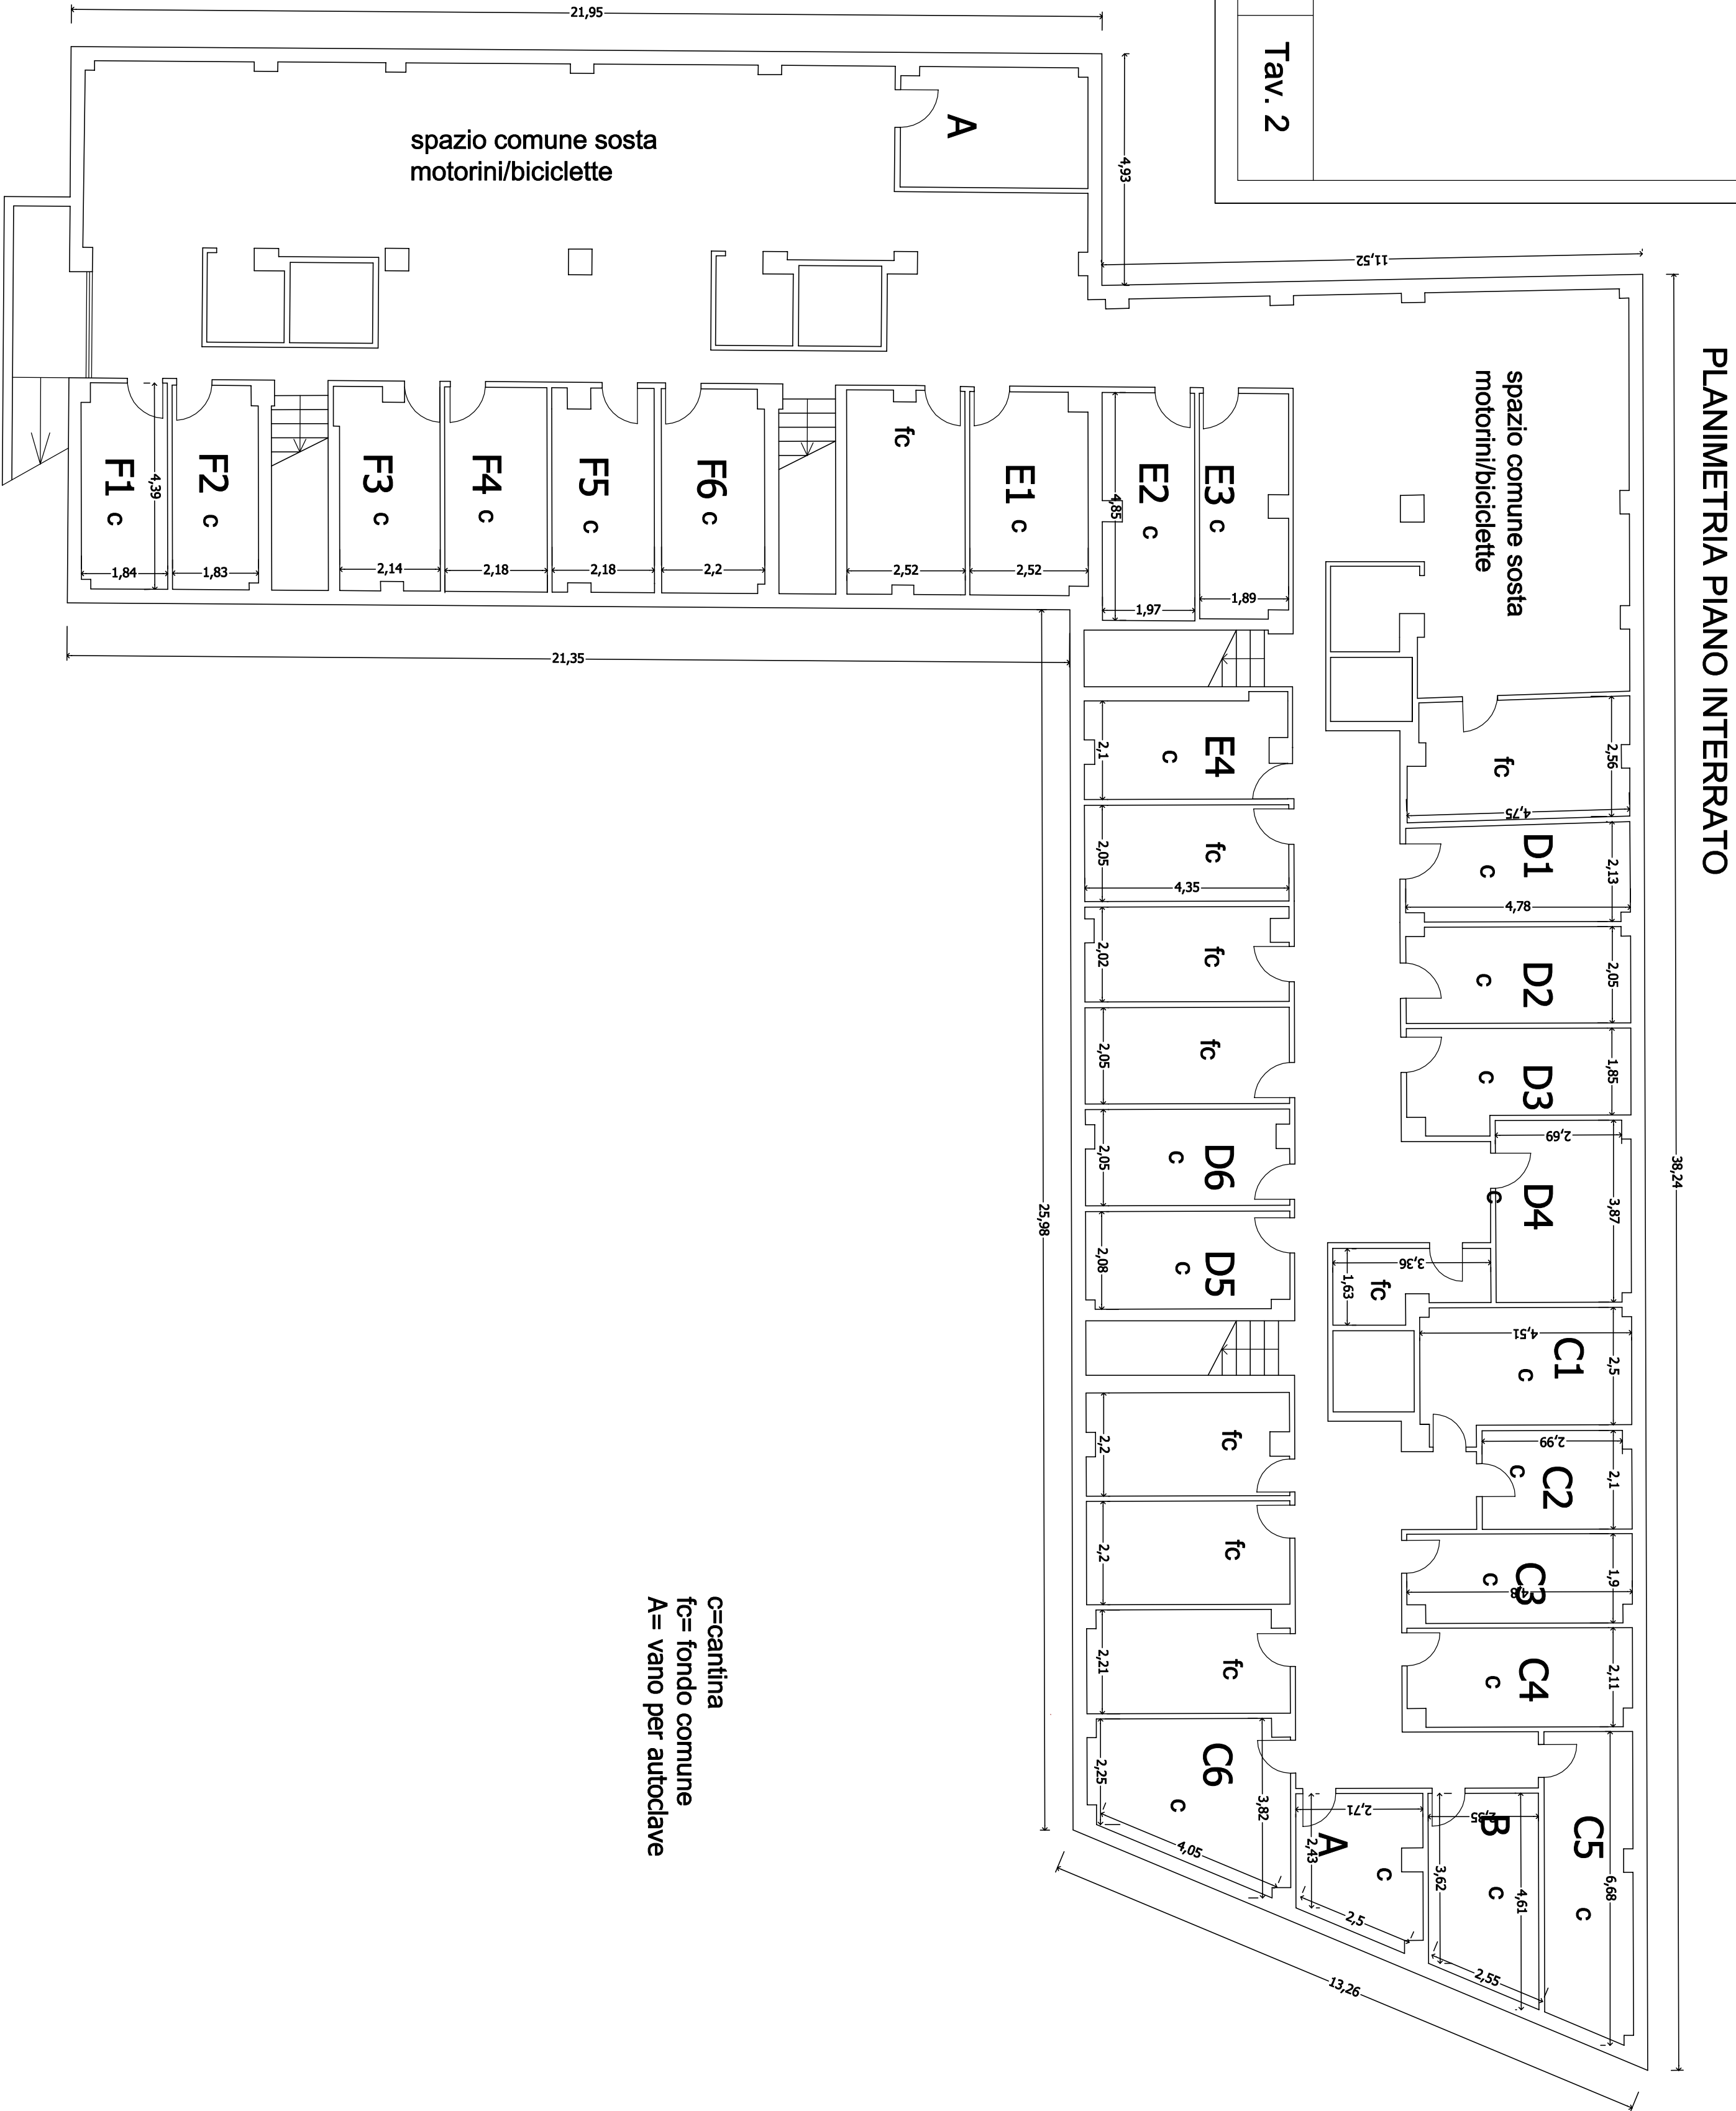 Tav. 2
PLANIMETRIA PIANO INTERRATO
21,95
4,93
11,52
38,24
A
spazio comune sosta
motorini/biciclette
spazio comune sosta
motorini/biciclette
F1
c
4,39
1,84
F2
c
1,83
F3
c
2,14
F4
c
2,18
F5
c
2,18
F6
c
2,2
fc
2,52
E1
c
2,52
E2
c
4,85
1,97
E3
c
1,89
21,35
25,98
E4
c
2,1
fc
2,05
4,35
fc
2,02
fc
2,05
D6
c
2,05
D5
c
2,08
fc
2,2
fc
2,2
fc
2,21
C6
c
2,25
3,82
4,05
fc
2,56
4,75
D1
c
2,13
4,78
D2
c
2,05
D3
c
1,85
D4
c
2,69
3,87
fc
3,36
1,63
C1
c
4,51
2,5
C2
c
2,99
2,1
C3
c
1,9
4,8
C4
c
2,11
C5
c
6,68
B
c
3,62
4,61
2,55
A
c
2,71
2,43
2,5
13,26
c=cantina
fc= fondo comune
A= vano per autoclave